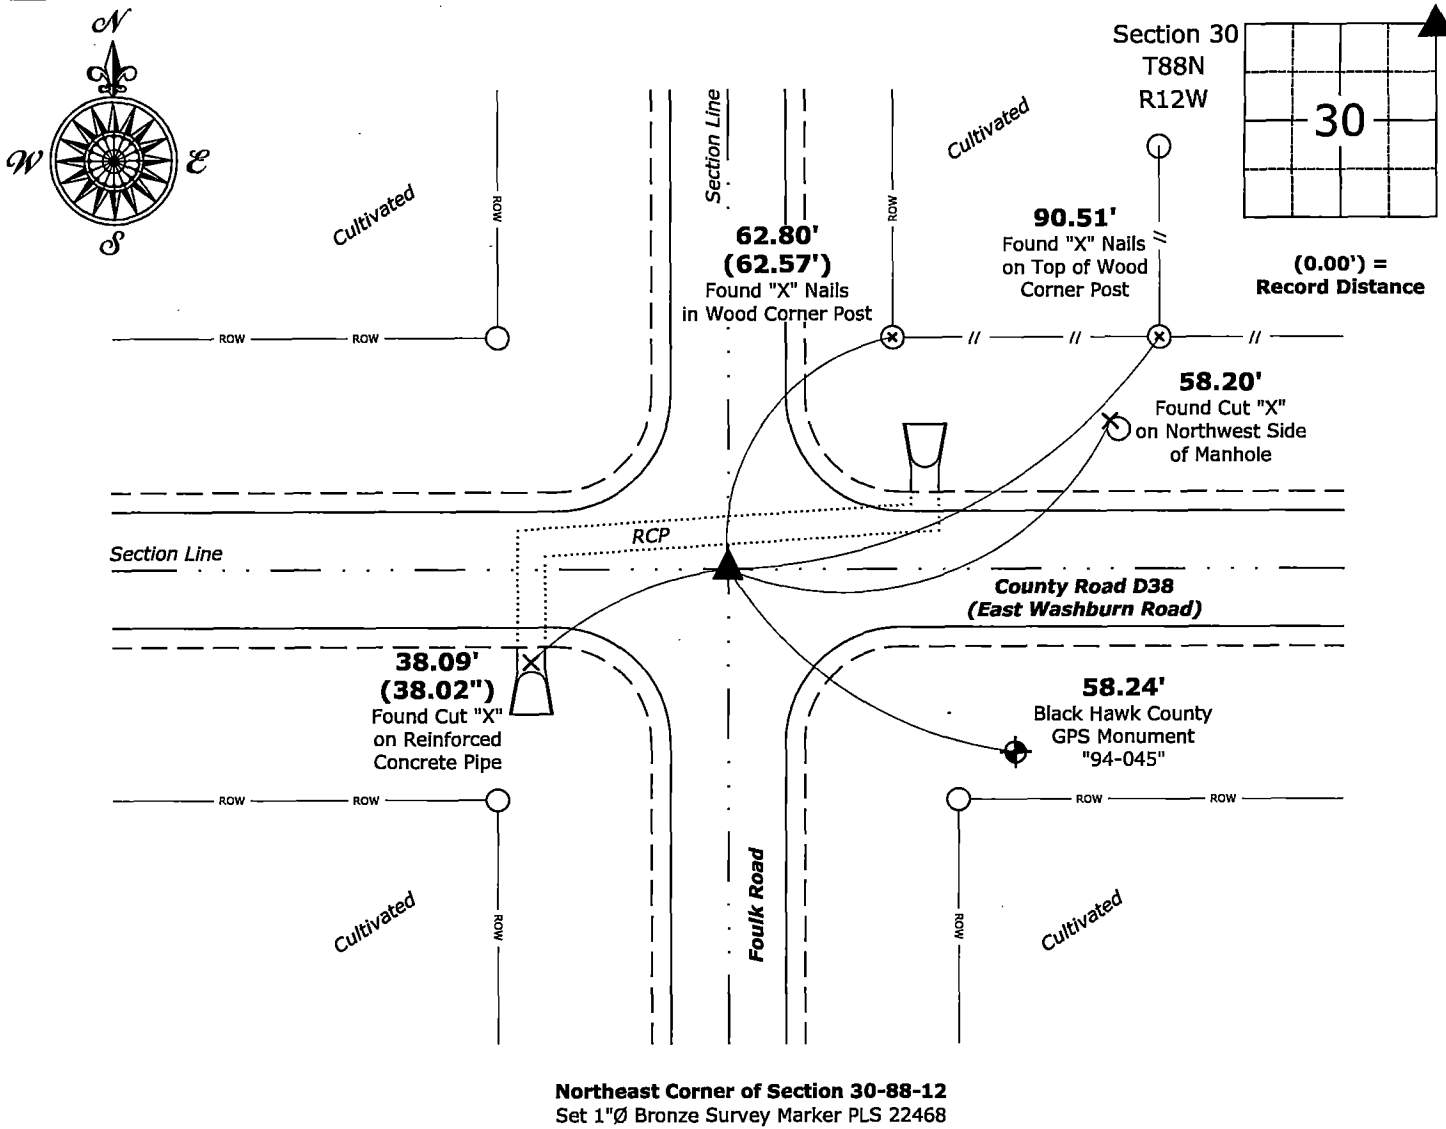 N
W
E
S
Section 30
T88N
R12W
30
(0.00') =
Record Distance
Cultivated
Cultivated
Section Line
ROW
ROW
62.80'
(62.57')
Found "X" Nails
in Wood Corner Post
90.51'
Found "X" Nails
on Top of Wood
Corner Post
//
ROW
ROW
//
//
//
58.20'
Found Cut "X"
on Northwest Side
of Manhole
RCP
Section Line
County Road D38
(East Washburn Road)
38.09'
(38.02")
Found Cut "X"
on Reinforced
Concrete Pipe
58.24'
Black Hawk County
GPS Monument
"94-045"
ROW
ROW
ROW
ROW
Cultivated
ROW
Foulk Road
ROW
Cultivated
Northeast Corner of Section 30-88-12
Set 1"Ø Bronze Survey Marker PLS 22468